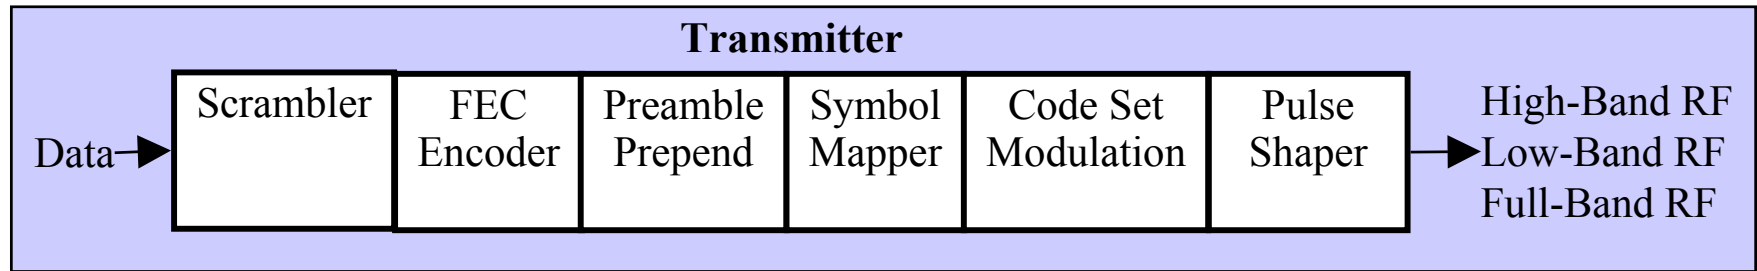 Transmitter
Data
Scrambler
FEC
Encoder
Preamble
Prepend
Symbol
Mapper
Code Set
Modulation
Pulse
Shaper
High-Band RF
Low-Band RF
Full-Band RF